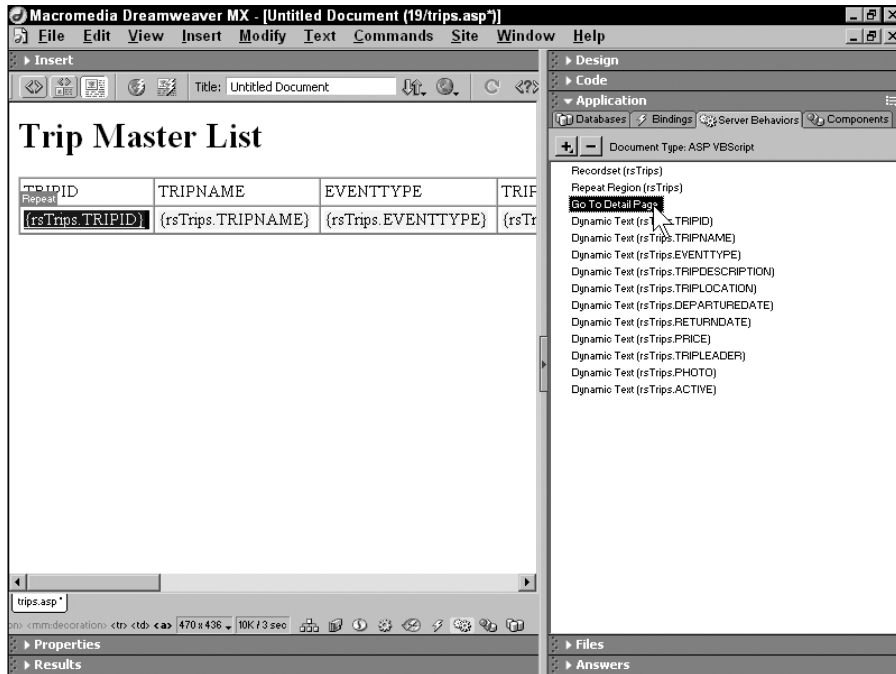 Macromedia Dreamweaver MX - [Untitled Document (19/trips.asp*)]
File Edit View Insert Modify Text Commands Site Window Help
Insert
Title: Untitled Document
Trip Master List
TRIPID TRIPNAME EVENTTYPE TRIP
Repeat
{rsTrips.TRIPID} {rsTrips.TRIPNAME} {rsTrips.EVENTTYPE} {rsTr
trips.asp*
on> <mm:decoration> <tr> <td> <a> 470 x 436 10K / 3 sec
Properties
Results
Design
Code
Application
Databases Bindings Server Behaviors Components
Document Type: ASP VBScript
Recordset (rsTrips)
Repeat Region (rsTrips)
Go To Detail Page
Dynamic Text (rsTrips.TRIPID)
Dynamic Text (rsTrips.TRIPNAME)
Dynamic Text (rsTrips.EVENTTYPE)
Dynamic Text (rsTrips.TRIPDESCRIPTION)
Dynamic Text (rsTrips.TRIPLOCATION)
Dynamic Text (rsTrips.DEPARTUREDATE)
Dynamic Text (rsTrips.RETURNDATE)
Dynamic Text (rsTrips.PRICE)
Dynamic Text (rsTrips.TRIPLEADER)
Dynamic Text (rsTrips.PHOTO)
Dynamic Text (rsTrips.ACTIVE)
Files
Answers